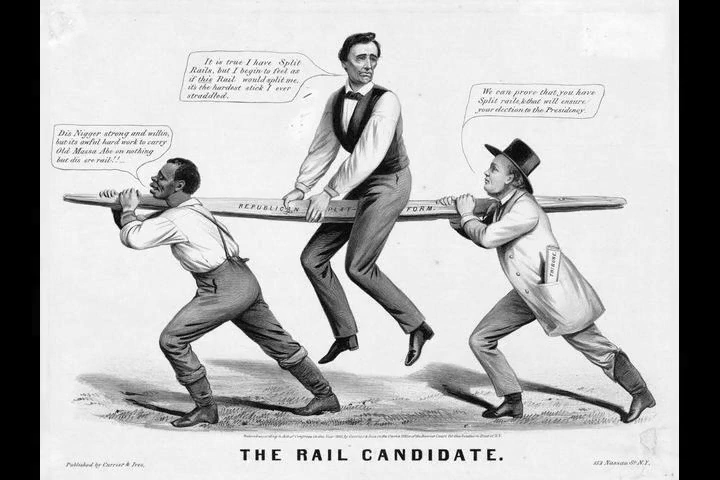 It is true I have Split
Rails, but I begin to feel as
if this Rail would split me,
its the hardest stick I ever
straddled.
We can prove that you have
Split rails & that will ensure
your election to the Presidency.
Dis Nigger strong and willin,
but its awful hard work to carry
Old Massa Abe on nothing
but dis ere rail!!
REPUBLICAN PLAT-FORM.
TRIBUNE
THE RAIL CANDIDATE.
Published by Currier & Ives,
152 Nassau St N.Y.